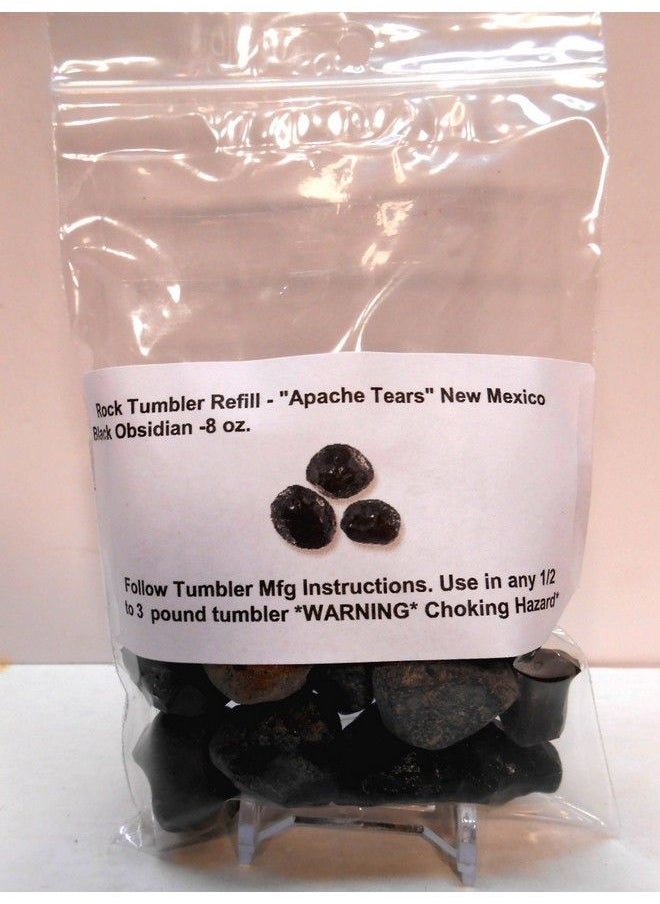 Rock Tumbler Refill - "Apache Tears" New Mexico
Black Obsidian -8 oz.
Follow Tumbler Mfg Instructions. Use in any 1/2
to 3 pound tumbler *WARNING* Choking Hazard*